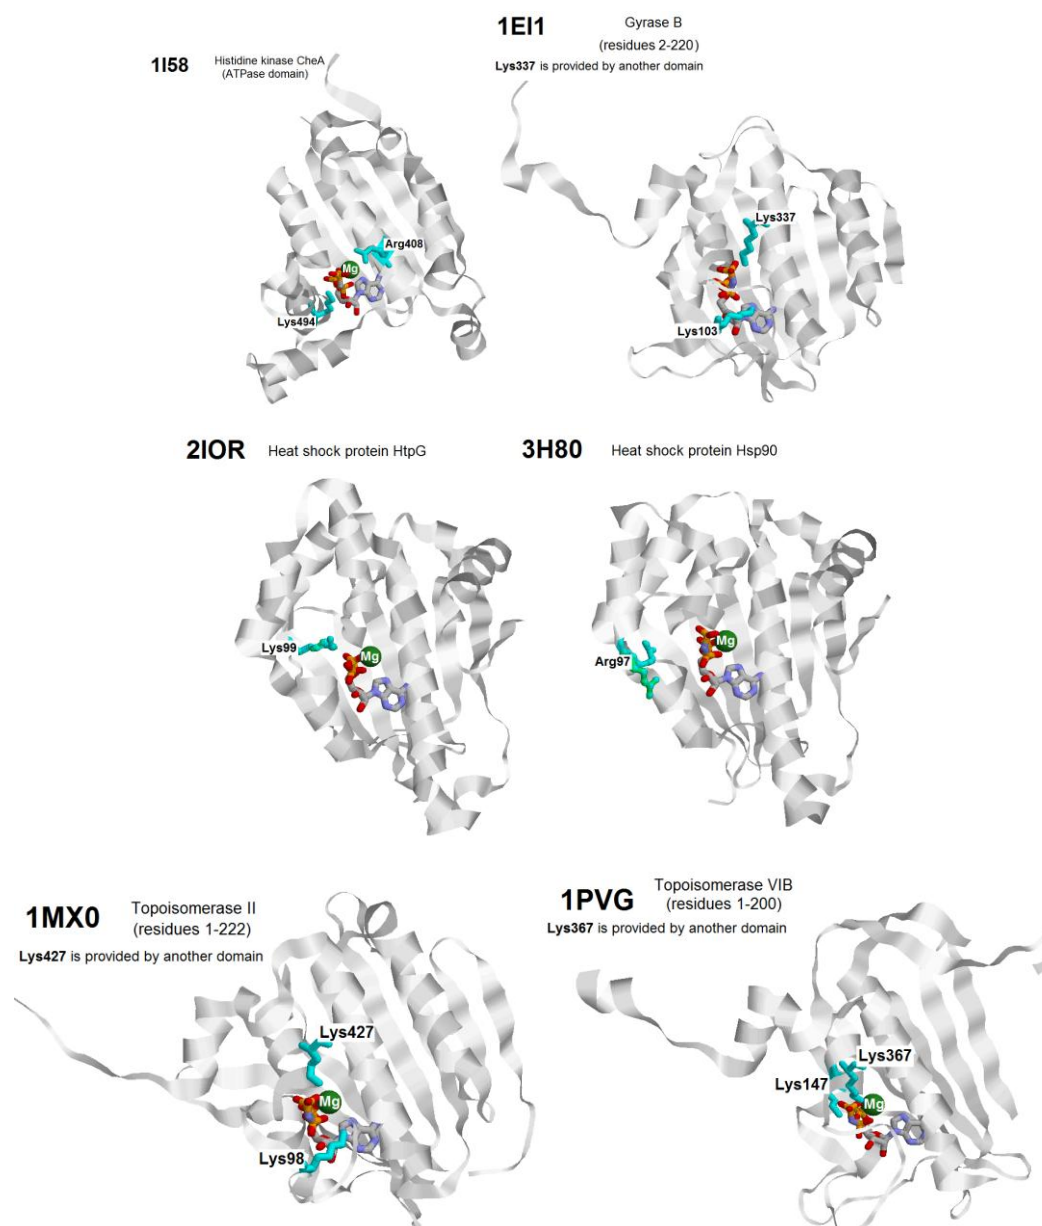 1I58
Histidine kinase CheA
(ATPase domain)
Arg408
Mg
Lys494
1EI1
Gyrase B
(residues 2-220)
Lys337 is provided by another domain
Lys337
Lys103
2IOR
Heat shock protein HtpG
Lys99
Mg
3H80
Heat shock protein Hsp90
Mg
Arg97
1MX0
Topoisomerase II
(residues 1-222)
Lys427 is provided by another domain
Lys427
Mg
Lys98
1PVG
Topoisomerase VIB
(residues 1-200)
Lys367 is provided by another domain
Lys367
Lys147
Mg